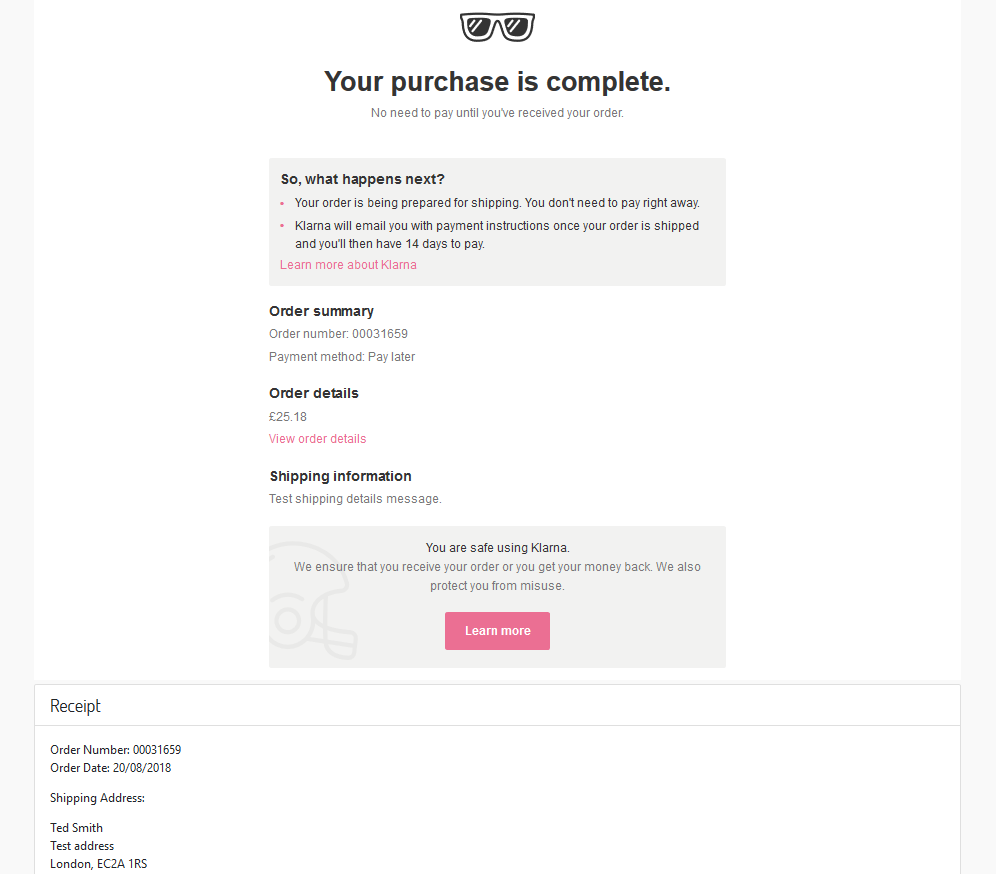 Your purchase is complete.
No need to pay until you've received your order.
So, what happens next?
Your order is being prepared for shipping. You don't need to pay right away.
Klarna will email you with payment instructions once your order is shipped
and you'll then have 14 days to pay.
Learn more about Klarna
Order summary
Order number: 00031659
Payment method: Pay later
Order details
£25.18
View order details
Shipping information
Test shipping details message.
You are safe using Klarna.
We ensure that you receive your order or you get your money back. We also
protect you from misuse.
Learn more
Receipt
Order Number: 00031659
Order Date: 20/08/2018
Shipping Address:
Ted Smith
Test address
London, EC2A 1RS